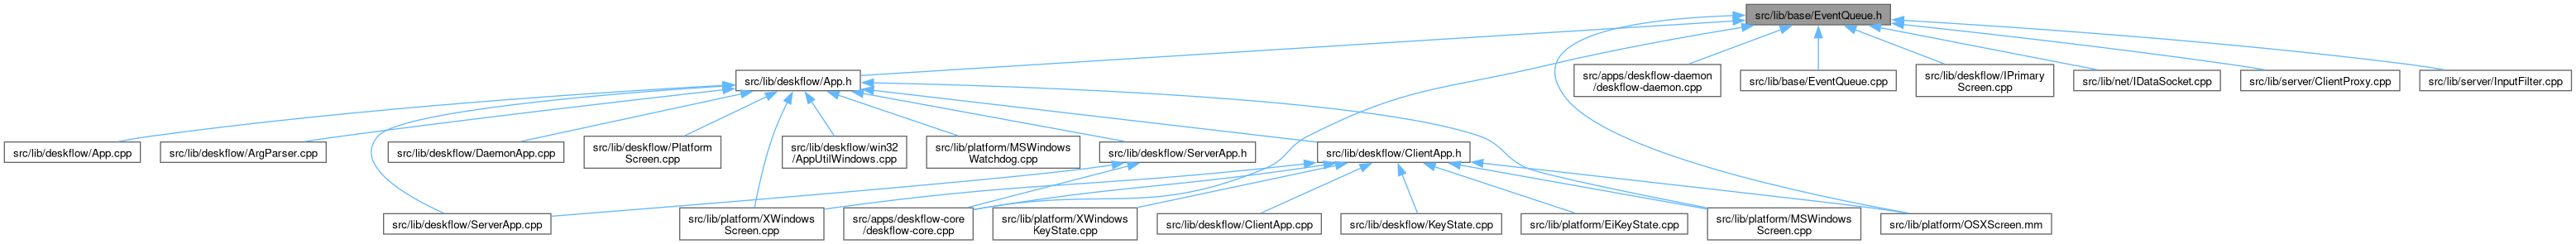 src/lib/base/EventQueue.h
src/lib/deskflow/App.h
src/apps/deskflow-daemon
/deskflow-daemon.cpp
src/lib/base/EventQueue.cpp
src/lib/deskflow/IPrimary
Screen.cpp
src/lib/net/IDataSocket.cpp
src/lib/server/ClientProxy.cpp
src/lib/server/InputFilter.cpp
src/lib/deskflow/App.cpp
src/lib/deskflow/ArgParser.cpp
src/lib/deskflow/DaemonApp.cpp
src/lib/deskflow/Platform
Screen.cpp
src/lib/deskflow/win32
/AppUtilWindows.cpp
src/lib/platform/MSWindows
Watchdog.cpp
src/lib/deskflow/ServerApp.h
src/lib/deskflow/ClientApp.h
src/lib/deskflow/ServerApp.cpp
src/lib/platform/XWindows
Screen.cpp
src/apps/deskflow-core
/deskflow-core.cpp
src/lib/platform/XWindows
KeyState.cpp
src/lib/deskflow/ClientApp.cpp
src/lib/deskflow/KeyState.cpp
src/lib/platform/EiKeyState.cpp
src/lib/platform/MSWindows
Screen.cpp
src/lib/platform/OSXScreen.mm